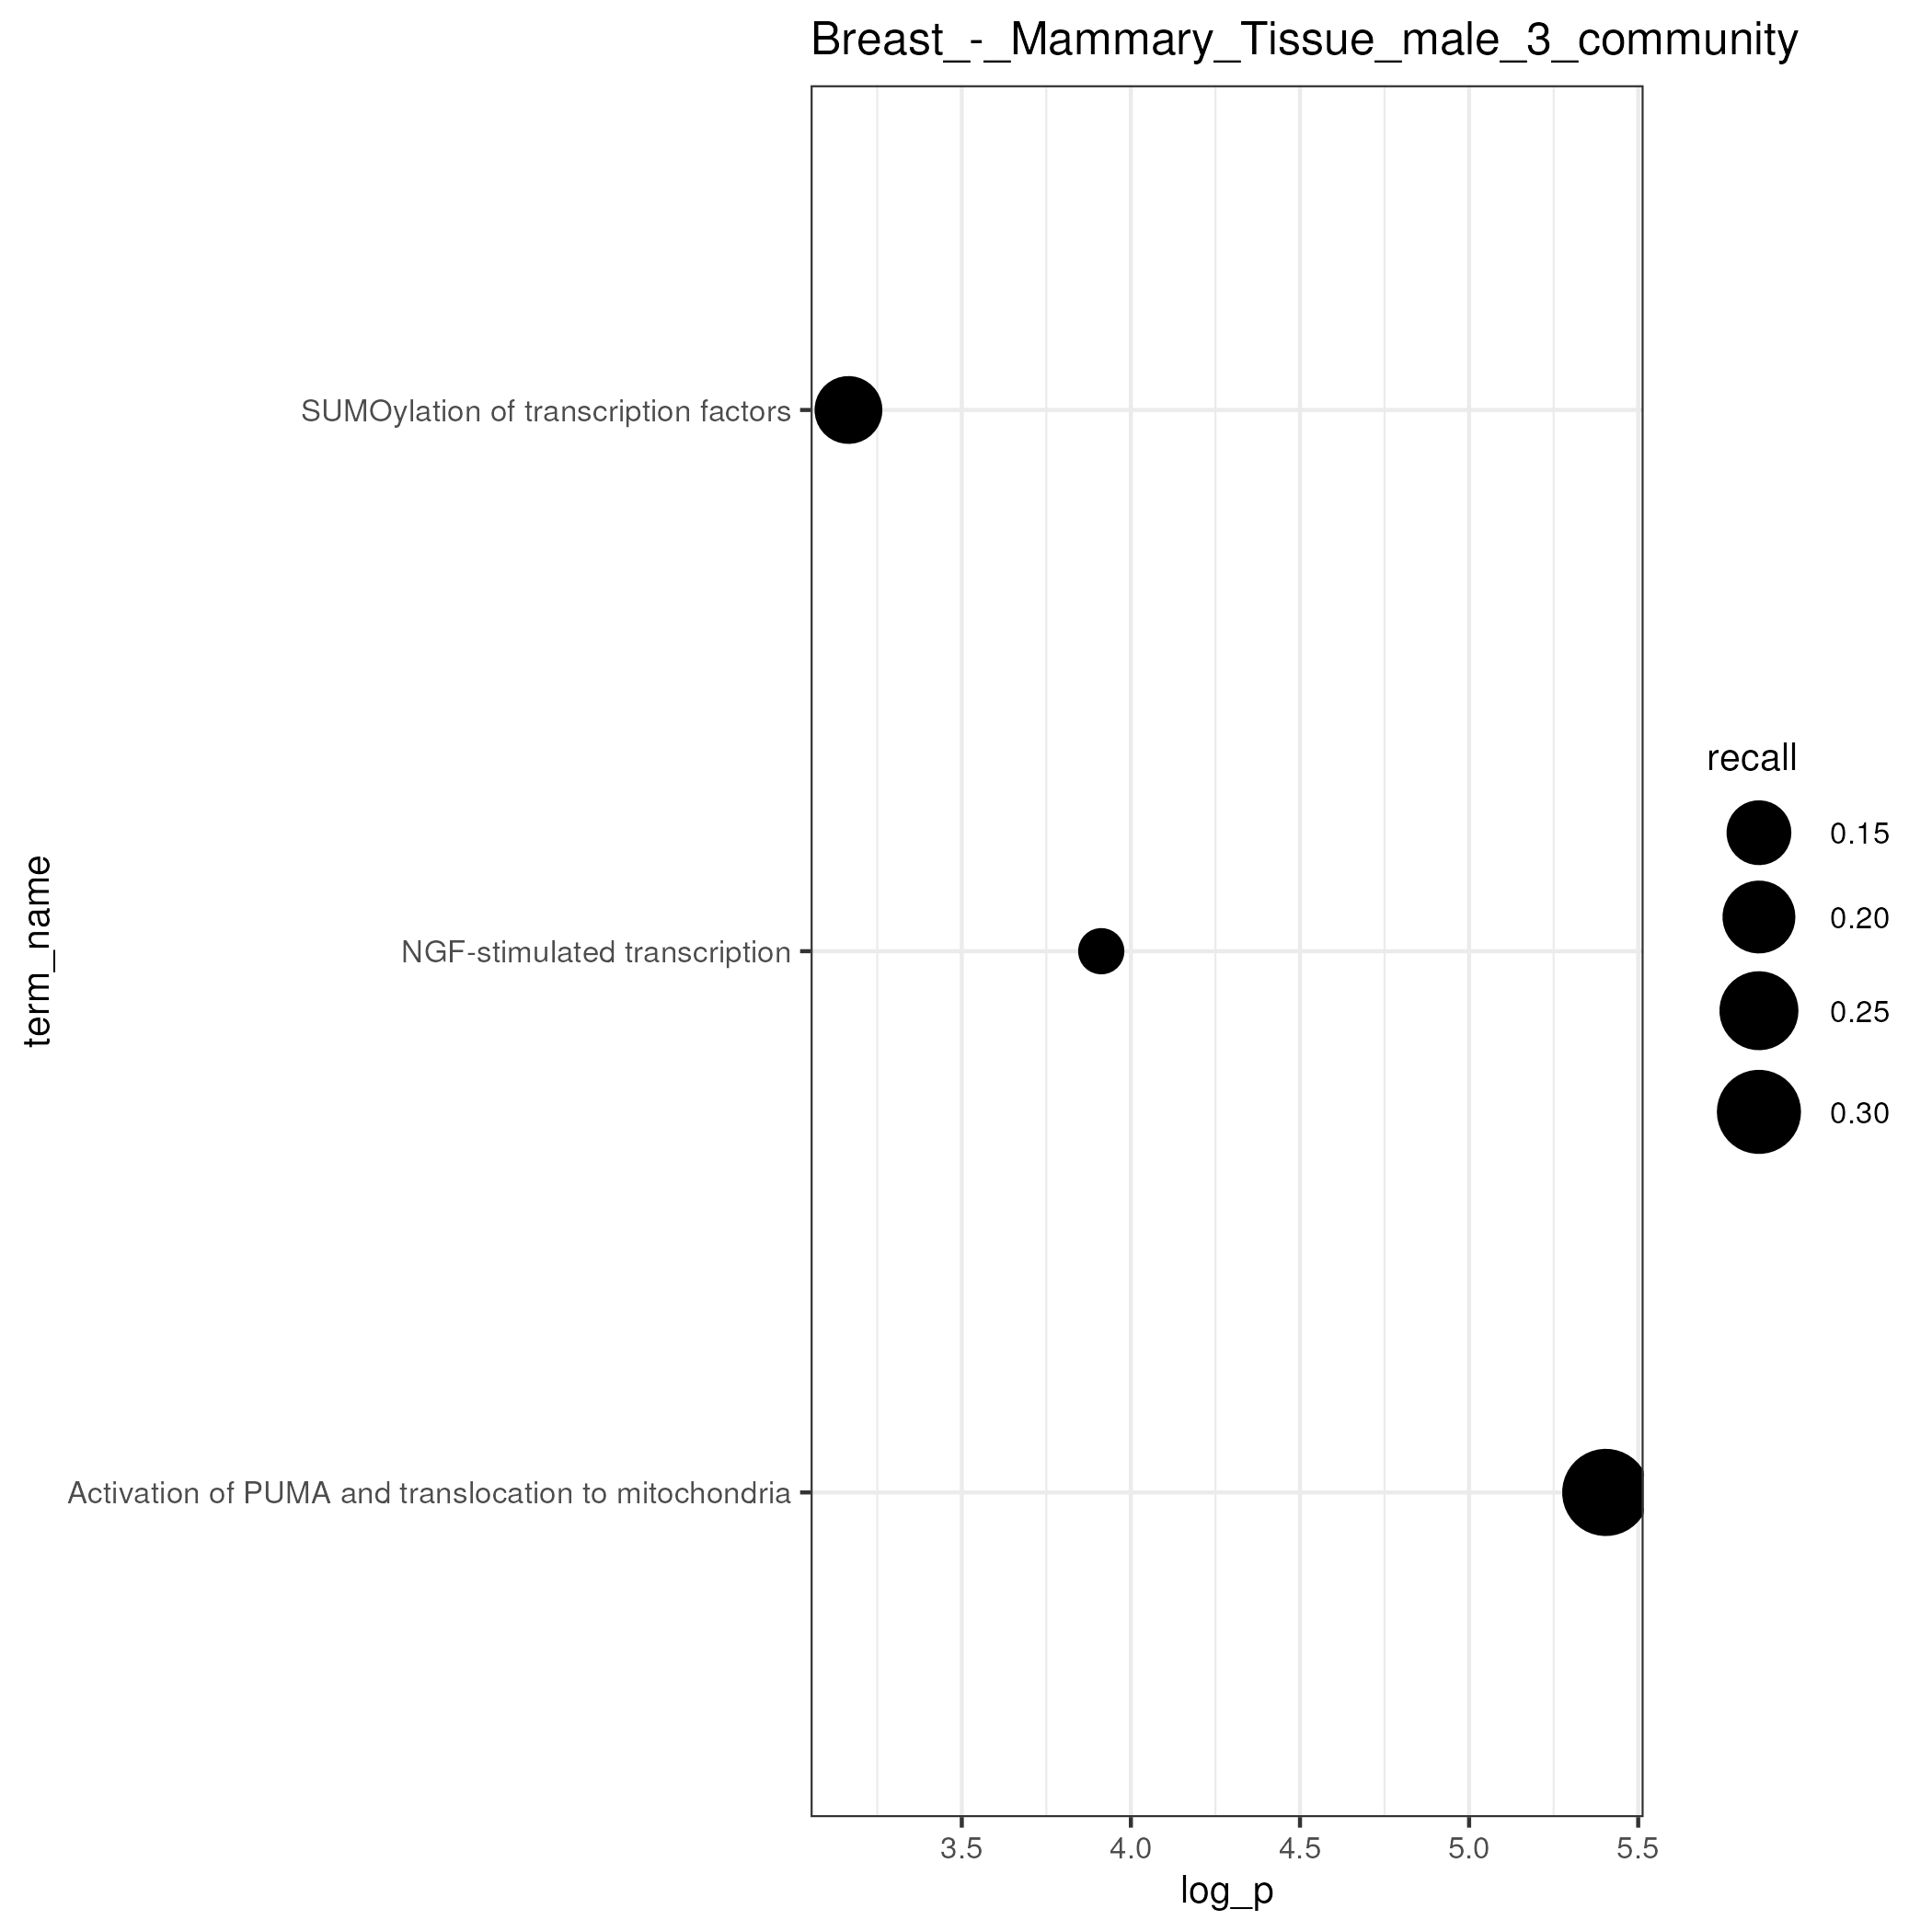 Breast_-_Mammary_Tissue_male_3_community
SUMOylation of transcription factors
NGF-stimulated transcription
Activation of PUMA and translocation to mitochondria
term_name
3.5 4.0 4.5 5.0 5.5
log_p
recall
0.15
0.20
0.25
0.30